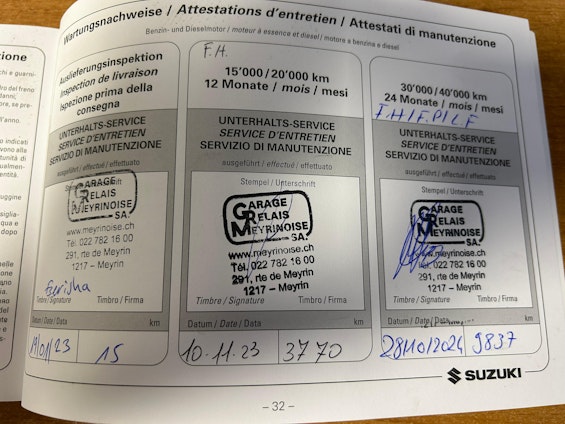 Wartungsnachweise / Attestations d'entretien / Attestati di manutenzione
Benzin- und Dieselmotor / moteur à essence et diesel / motore a benzina e diesel
Auslieferungsinspektion
Inspection de livraison
Ispezione prima della
consegna
UNTERHALTS-SERVICE
SERVICE D'ENTRETIEN
SERVIZIO DI MANUTENZIONE
ausgeführt / effectué / effettuato
Stempel / Unterschrift
GARAGE
RELAIS
MEYRINOISE
SA.
www.meyrinoise.ch
Tél. 022 782 16 00
291, rte de Meyrin
1217 – Meyrin
Timbre / Signature Timbro / Firma
Datum / Date / Data km
15
F.H.
15'000 / 20'000 km
12 Monate / mois / mesi
UNTERHALTS-SERVICE
SERVICE D'ENTRETIEN
SERVIZIO DI MANUTENZIONE
ausgeführt / effectué / effettuato
Stempel / Unterschrift
GARAGE
RELAIS
MEYRINOISE
SA.
www.meyrinoise.ch
Tél. 022 782 16 00
291, rte de Meyrin
1217 – Meyrin
Timbre / Signature Timbro / Firma
Datum / Date / Data km
10-11-23 3770
30'000 / 40'000 km
24 Monate / mois / mesi
UNTERHALTS-SERVICE
SERVICE D'ENTRETIEN
SERVIZIO DI MANUTENZIONE
ausgeführt / effectué / effettuato
Stempel / Unterschrift
GARAGE
RELAIS
MEYRINOISE
SA.
www.meyrinoise.ch
Tél. 022 782 16 00
291, rte de Meyrin
1217 – Meyrin
Timbre / Signature Timbro / Firma
Datum / Date / Data km
28/10/2024 9837
SUZUKI
– 32 –